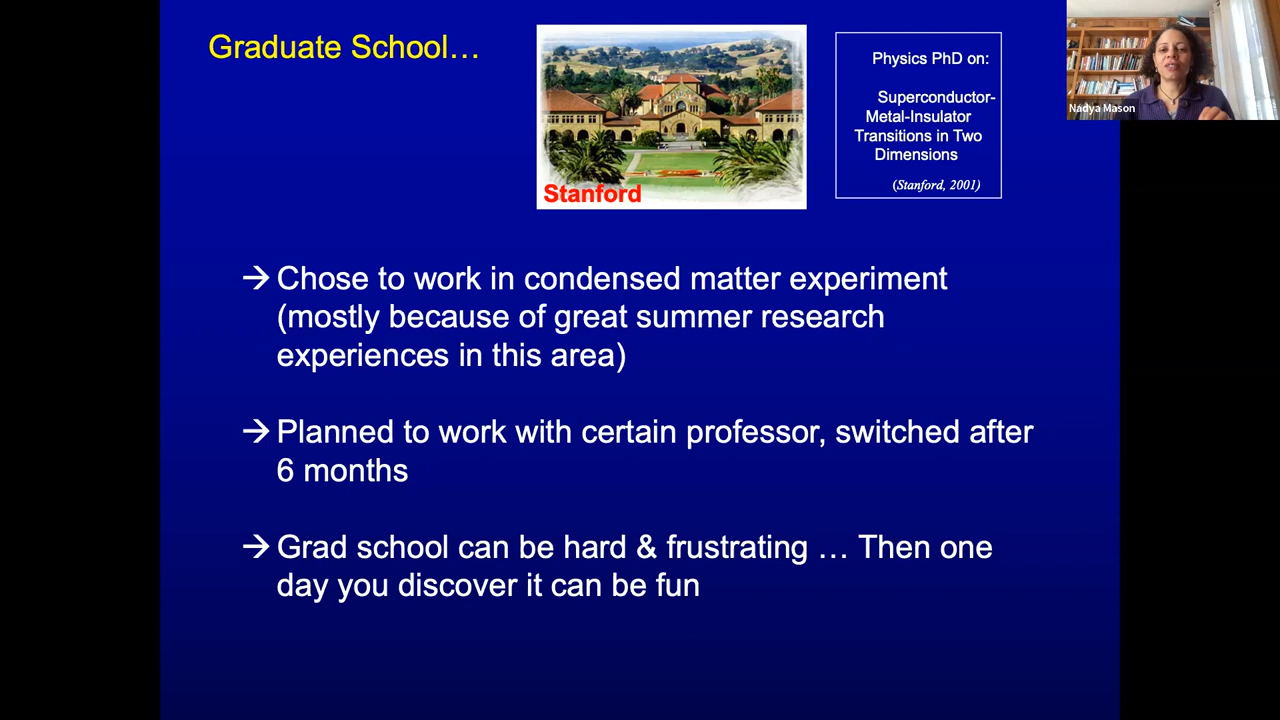 Graduate School…
Stanford
Physics PhD on:
Superconductor-
Metal-Insulator
Transitions in Two
Dimensions
(Stanford, 2001)
Nadya Mason
→ Chose to work in condensed matter experiment
(mostly because of great summer research
experiences in this area)
→ Planned to work with certain professor, switched after
6 months
→ Grad school can be hard & frustrating … Then one
day you discover it can be fun